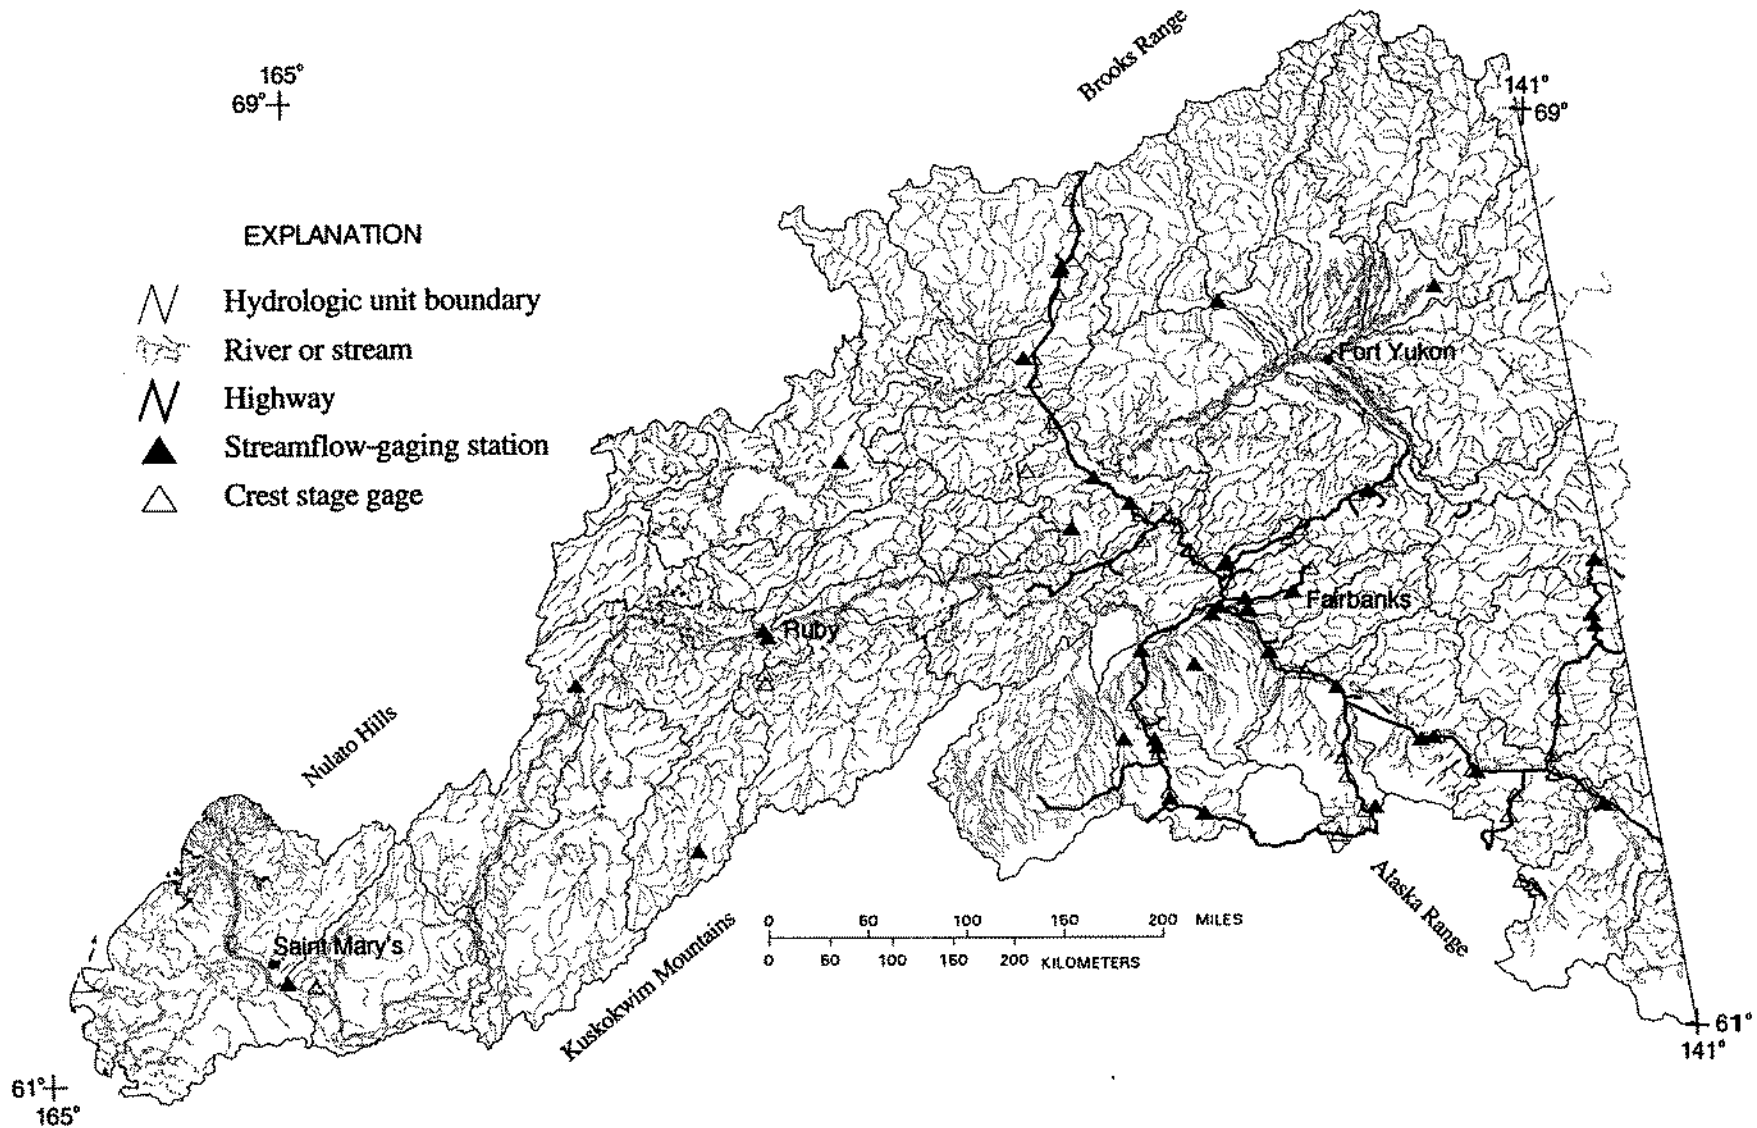 Brooks Range
165°
69°
141°
69°
EXPLANATION
Hydrologic unit boundary
River or stream
Highway
Streamflow-gaging station
Crest stage gage
Fort Yukon
Fairbanks
Ruby
Nulato Hills
Alaska Range
Kuskokwim Mountains
0 50 100 150 200 MILES
0 50 100 150 200 KILOMETERS
Saint Mary's
61°
141°
61°
165°